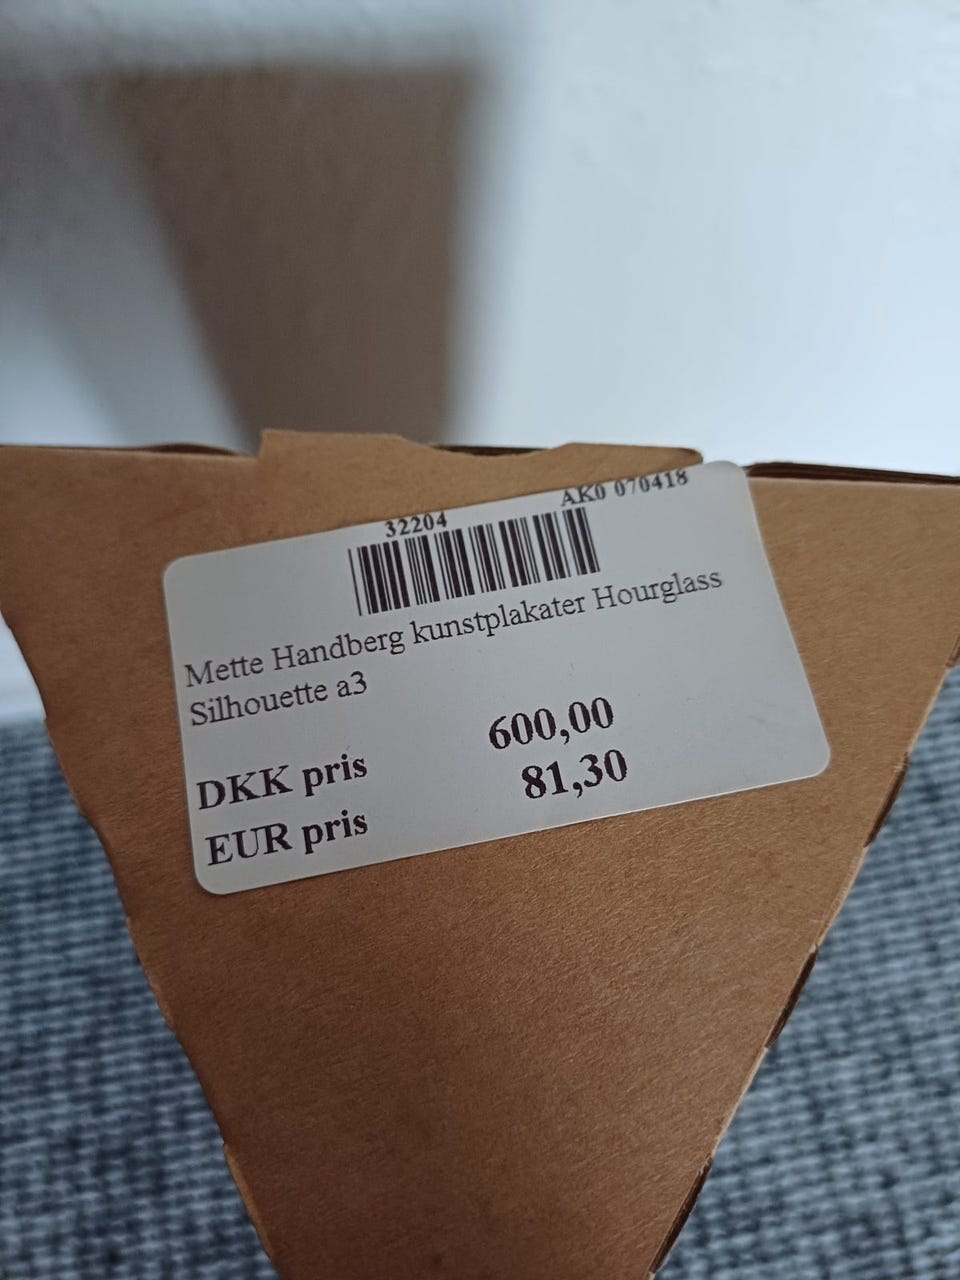 32204 AK0 070418
Mette Handberg kunstplakater Hourglass
Silhouette a3
DKK pris 600,00
EUR pris 81,30